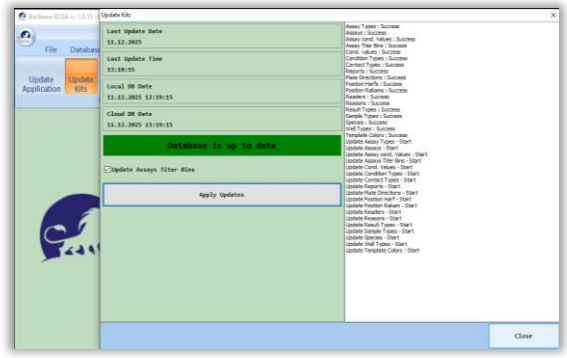 BioStone ELISA v: 1.0.13 -
Update Kits
File
Database
Update
Application
Update
Kits
Last Update Date
11.12.2025
Last Update Time
13:19:55
Local DB Date
11.12.2025 13:19:15
Cloud DB Date
11.12.2025 13:19:15
Database is up to date
Update Assays Titer Bins
Apply Updates
Assay Types : Success
Assays : Success
Assay cond. Values : Success
Assay Titer Bins : Success
Cond. values : Success
Condition Types : Success
Contact Types : Success
Reports : Success
Plate Directions : Success
Position Harfs : Success
Position Rakams : Success
Readers : Success
Reasons : Success
Result Types : Success
Sample Types : Success
Species : Success
Well Types : Success
Template Colors : Success
Update Assay Types - Start
Update Assays - Start
Update Assay cond. Values - Start
Update Assays Titer Bins - Start
Update Cond. Values - Start
Update Condition Types - Start
Update Contact Types - Start
Update Reports - Start
Update Plate Directions - Start
Update Position Harf - Start
Update Position Rakam - Start
Update Readers - Start
Update Reasons - Start
Update Result Types - Start
Update Sample Types - Start
Update Species - Start
Update Well Types - Start
Update Template Colors - Start
Close